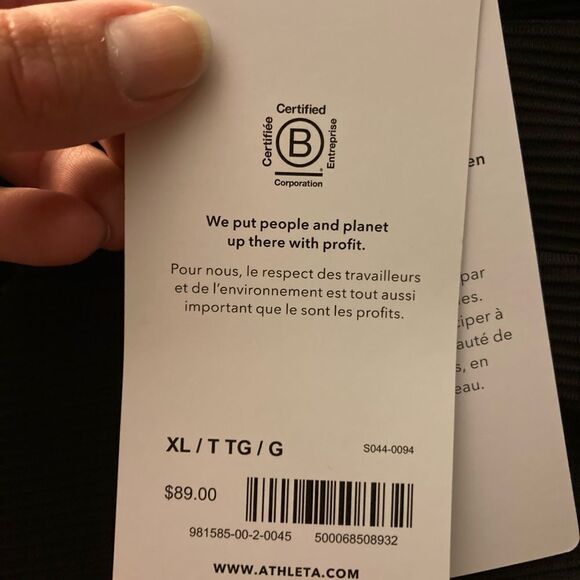 Certified
Certifiée
B
Entreprise
Corporation
We put people and planet
up there with profit.
Pour nous, le respect des travailleurs
et de l'environnement est tout aussi
important que le sont les profits.
XL / T TG / G
S044-0094
$89.00
981585-00-2-0045 500068508932
WWW.ATHLETA.COM
en
par
es.
iper à
auté de
s, en
eau.